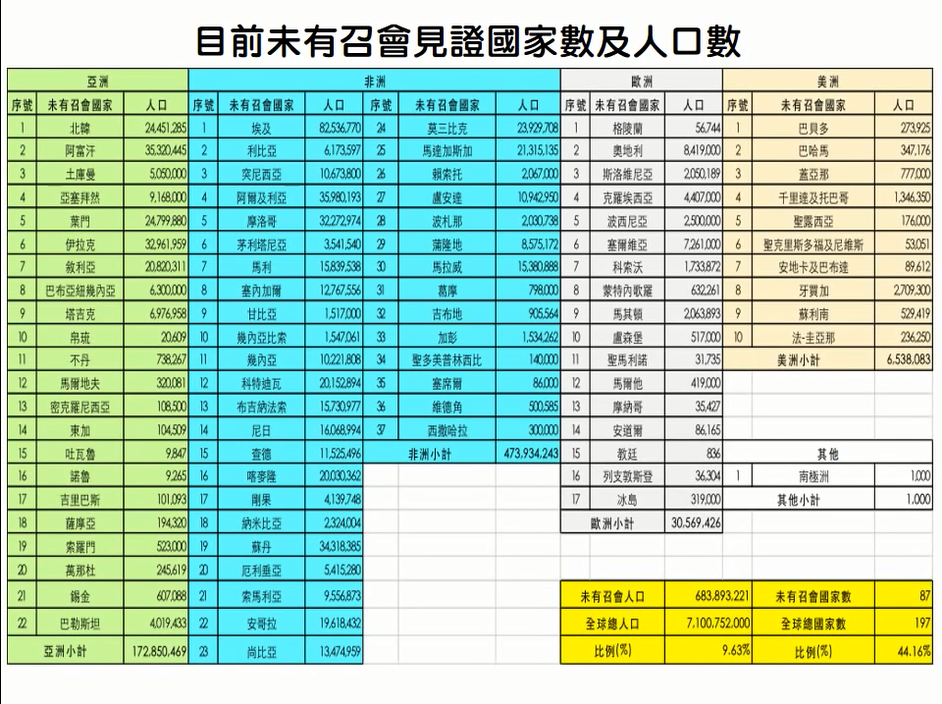 目前未有召會見證國家數及人口數
亞洲 非洲 歐洲 美洲
序號 未有召會國家 人口 序號 未有召會國家 人口 序號 未有召會國家 人口 序號 未有召會國家 人口 序號 未有召會國家 人口
1 北韓 24,451,285 1 埃及 82,536,770 24 莫三比克 23,929,708 1 格陵蘭 56,744 1 巴貝多 273,925
2 阿富汗 35,320,445 2 利比亞 6,173,597 25 馬達加斯加 21,315,135 2 奧地利 8,419,000 2 巴哈馬 347,176
3 土庫曼 5,050,000 3 突尼西亞 10,673,800 26 賴索托 2,067,000 3 斯洛維尼亞 2,050,189 3 蓋亞那 777,000
4 亞塞拜然 9,168,000 4 阿爾及利亞 35,980,193 27 盧安達 10,942,950 4 克羅埃西亞 4,407,000 4 千里達及托巴哥 1,346,350
5 葉門 24,799,880 5 摩洛哥 32,272,974 28 波札那 2,030,738 5 波西尼亞 2,500,000 5 聖露西亞 176,000
6 伊拉克 32,961,959 6 茅利塔尼亞 3,541,540 29 蒲隆地 8,575,172 6 塞爾維亞 7,261,000 6 聖克里斯多福及尼維斯 53,051
7 敘利亞 20,820,311 7 馬利 15,839,538 30 馬拉威 15,380,888 7 科索沃 1,733,872 7 安地卡及巴布達 89,612
8 巴布亞紐幾內亞 6,300,000 8 塞內加爾 12,767,556 31 葛摩 798,000 8 蒙特內歌羅 632,261 8 牙買加 2,709,300
9 塔吉克 6,976,958 9 甘比亞 1,517,000 32 吉布地 905,564 9 馬其頓 2,063,893 9 蘇利南 529,419
10 帛琉 20,609 10 幾內亞比索 1,547,061 33 加彭 1,534,262 10 盧森堡 517,000 10 法-圭亞那 236,250
11 不丹 738,267 11 幾內亞 10,221,808 34 聖多美普林西比 140,000 11 聖馬利諾 31,735 美洲小計 6,538,083
12 馬爾地夫 320,081 12 科特迪瓦 20,152,894 35 塞席爾 86,000 12 馬爾他 419,000
13 密克羅尼西亞 108,500 13 布吉納法索 15,730,977 36 維德角 500,585 13 摩納哥 35,427
14 東加 104,509 14 尼日 16,068,994 37 西撒哈拉 300,000 14 安道爾 86,165
15 吐瓦魯 9,847 15 查德 11,525,496 非洲小計 473,934,243 15 教廷 836 其他
16 諾魯 9,265 16 喀麥隆 20,030,362 16 列支敦斯登 36,304 1 南極洲 1,000
17 吉里巴斯 101,093 17 剛果 4,139,748 17 冰島 319,000 其他小計 1,000
18 薩摩亞 194,320 18 納米比亞 2,324,004 歐洲小計 30,569,426
19 索羅門 523,000 19 蘇丹 34,318,385
20 萬那杜 245,619 20 厄利垂亞 5,415,280
21 錫金 607,088 21 索馬利亞 9,556,873 未有召會人口 683,893,221 未有召會國家數 87
22 巴勒斯坦 4,019,433 22 安哥拉 19,618,432 全球總人口 7,100,752,000 全球總國家數 197
亞洲小計 172,850,469 23 尚比亞 13,474,959 比例(%) 9.63% 比例(%) 44.16%